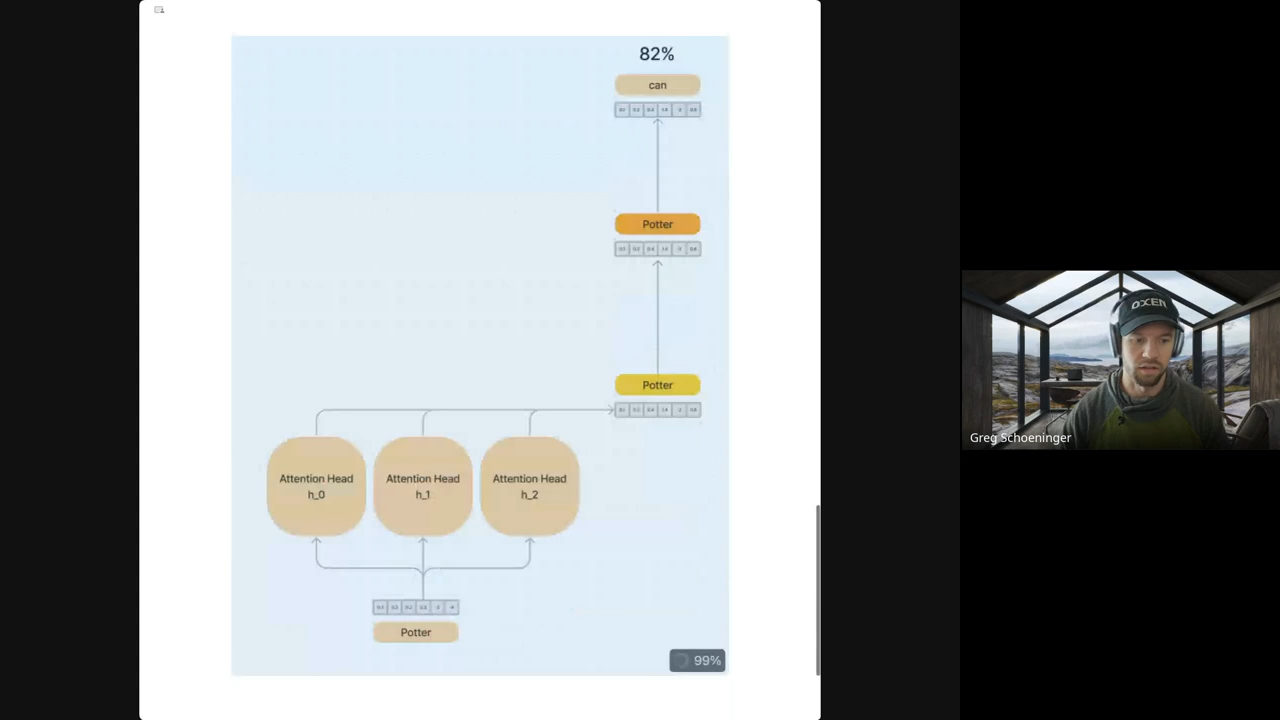 82%
can
Potter
Potter
Attention Head
h_0
Attention Head
h_1
Attention Head
h_2
Potter
99%
OXEN
Greg Schoeninger